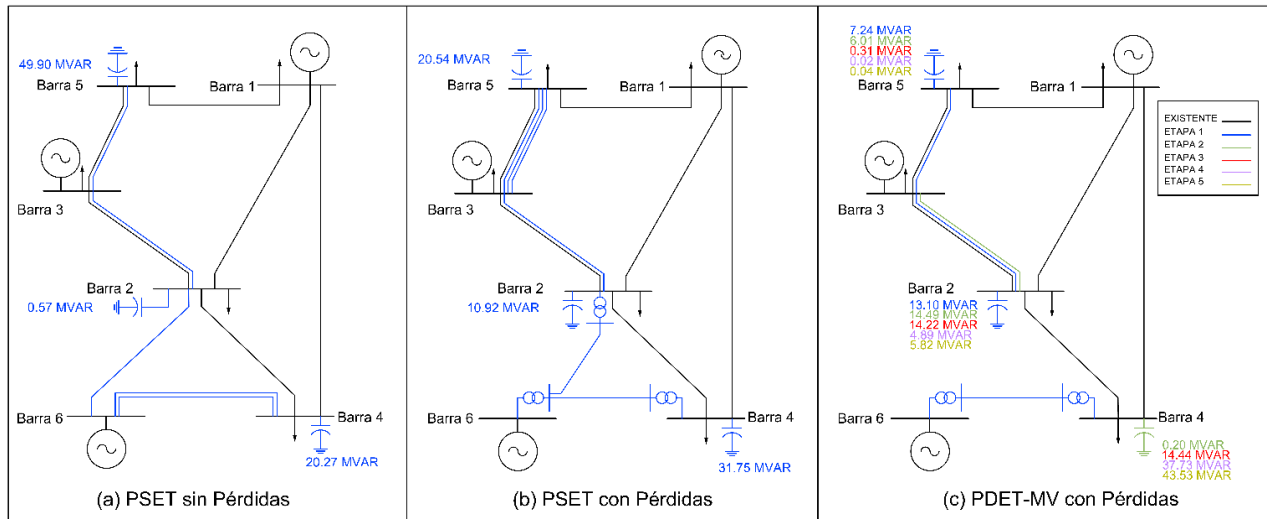 49.90 MVAR
Barra 5
Barra 1
Barra 3
Barra 2
0.57 MVAR
Barra 6
Barra 4
20.27 MVAR
(a) PSET sin Pérdidas
20.54 MVAR
Barra 5
Barra 1
Barra 3
Barra 2
10.92 MVAR
Barra 6
Barra 4
31.75 MVAR
(b) PSET con Pérdidas
7.24 MVAR
6.01 MVAR
0.31 MVAR
0.02 MVAR
0.04 MVAR
Barra 5
Barra 1
EXISTENTE
ETAPA 1
ETAPA 2
ETAPA 3
ETAPA 4
ETAPA 5
Barra 3
Barra 2
13.10 MVAR
14.49 MVAR
14.22 MVAR
4.89 MVAR
5.82 MVAR
Barra 6
Barra 4
0.20 MVAR
14.44 MVAR
37.73 MVAR
43.53 MVAR
(c) PDET-MV con Pérdidas